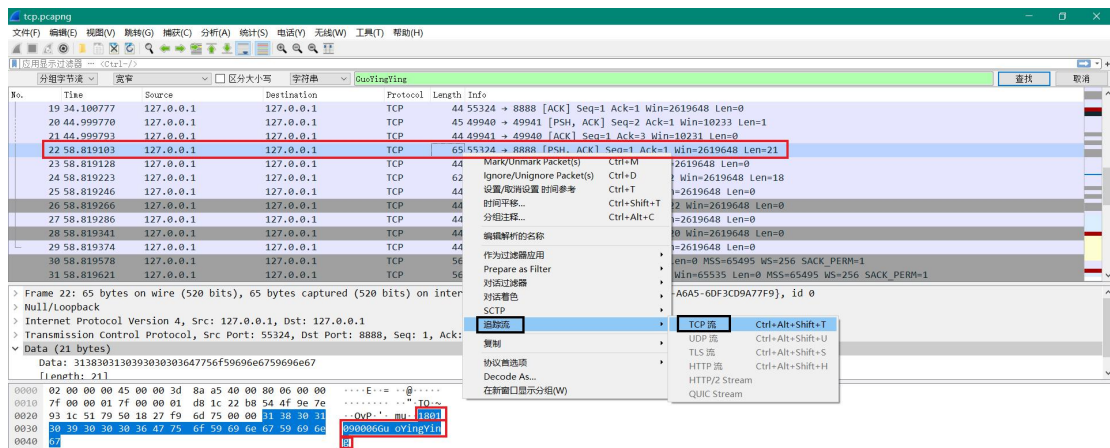 tcp.pcapng
文件(F) 编辑(E) 视图(V) 跳转(G) 捕获(C) 分析(A) 统计(S) 电话(Y) 无线(W) 工具(T) 帮助(H)
应用显示过滤器 … <Ctrl-/>
分组字节流 宽窄 区分大小写 字符串 GuoYingYing 查找 取消
No. Time Source Destination Protocol Length Info
19 34.100777 127.0.0.1 127.0.0.1 TCP 44 55324 → 8888 [ACK] Seq=1 Ack=1 Win=2619648 Len=0
20 44.999770 127.0.0.1 127.0.0.1 TCP 45 49940 → 49941 [PSH, ACK] Seq=2 Ack=1 Win=10233 Len=1
21 44.999793 127.0.0.1 127.0.0.1 TCP 44 49941 → 49940 [ACK] Seq=1 Ack=3 Win=10231 Len=0
22 58.819103 127.0.0.1 127.0.0.1 TCP 65 55324 → 8888 [PSH, ACK] Seq=1 Ack=1 Win=2619648 Len=21
23 58.819128 127.0.0.1 127.0.0.1 TCP 44 Mark/Unmark Packet(s) Ctrl+M =2619648 Len=0
24 58.819223 127.0.0.1 127.0.0.1 TCP 62 Ignore/Unignore Packet(s) Ctrl+D 2 Win=2619648 Len=18
25 58.819246 127.0.0.1 127.0.0.1 TCP 44 设置/取消设置 时间参考 Ctrl+T n=2619648 Len=0
26 58.819266 127.0.0.1 127.0.0.1 TCP 44 时间平移... Ctrl+Shift+T 22 Win=2619648 Len=0
27 58.819286 127.0.0.1 127.0.0.1 TCP 44 分组注释... Ctrl+Alt+C n=2619648 Len=0
28 58.819341 127.0.0.1 127.0.0.1 TCP 44 编辑解析的名称 0 Win=2619648 Len=0
29 58.819374 127.0.0.1 127.0.0.1 TCP 44 n=2619648 Len=0
30 58.819578 127.0.0.1 127.0.0.1 TCP 56 作为过滤器应用 Len=0 MSS=65495 WS=256 SACK_PERM=1
31 58.819621 127.0.0.1 127.0.0.1 TCP 56 Prepare as Filter Win=65535 Len=0 MSS=65495 WS=256 SACK_PERM=1
对话过滤器
对话着色
SCTP
追踪流
复制
协议首选项
Decode As...
在新窗口显示分组(W)
TCP 流 Ctrl+Alt+Shift+T
UDP 流 Ctrl+Alt+Shift+U
TLS 流 Ctrl+Alt+Shift+S
HTTP 流 Ctrl+Alt+Shift+H
HTTP/2 Stream
QUIC Stream
Frame 22: 65 bytes on wire (520 bits), 65 bytes captured (520 bits) on inter -A6A5-6DF3CD9A77F9}, id 0
Null/Loopback
Internet Protocol Version 4, Src: 127.0.0.1, Dst: 127.0.0.1
Transmission Control Protocol, Src Port: 55324, Dst Port: 8888, Seq: 1, Ack:
Data (21 bytes)
Data: 3138303130393030303647756f59696e6759696e67
[Length: 21]
0000 02 00 00 00 45 00 00 3d 8a a5 40 00 80 06 00 00 ····E··= ··@·····
0010 7f 00 00 01 7f 00 00 01 d8 1c 22 b8 54 4f 9e 7e ········ ··"·TO·~
0020 93 1c 51 79 50 18 27 f9 6d 75 00 00 31 38 30 31 ··QyP·'· mu··1801
0030 30 39 30 30 30 36 47 75 6f 59 69 6e 67 59 69 6e 090006Gu oYingYin
0040 67 g